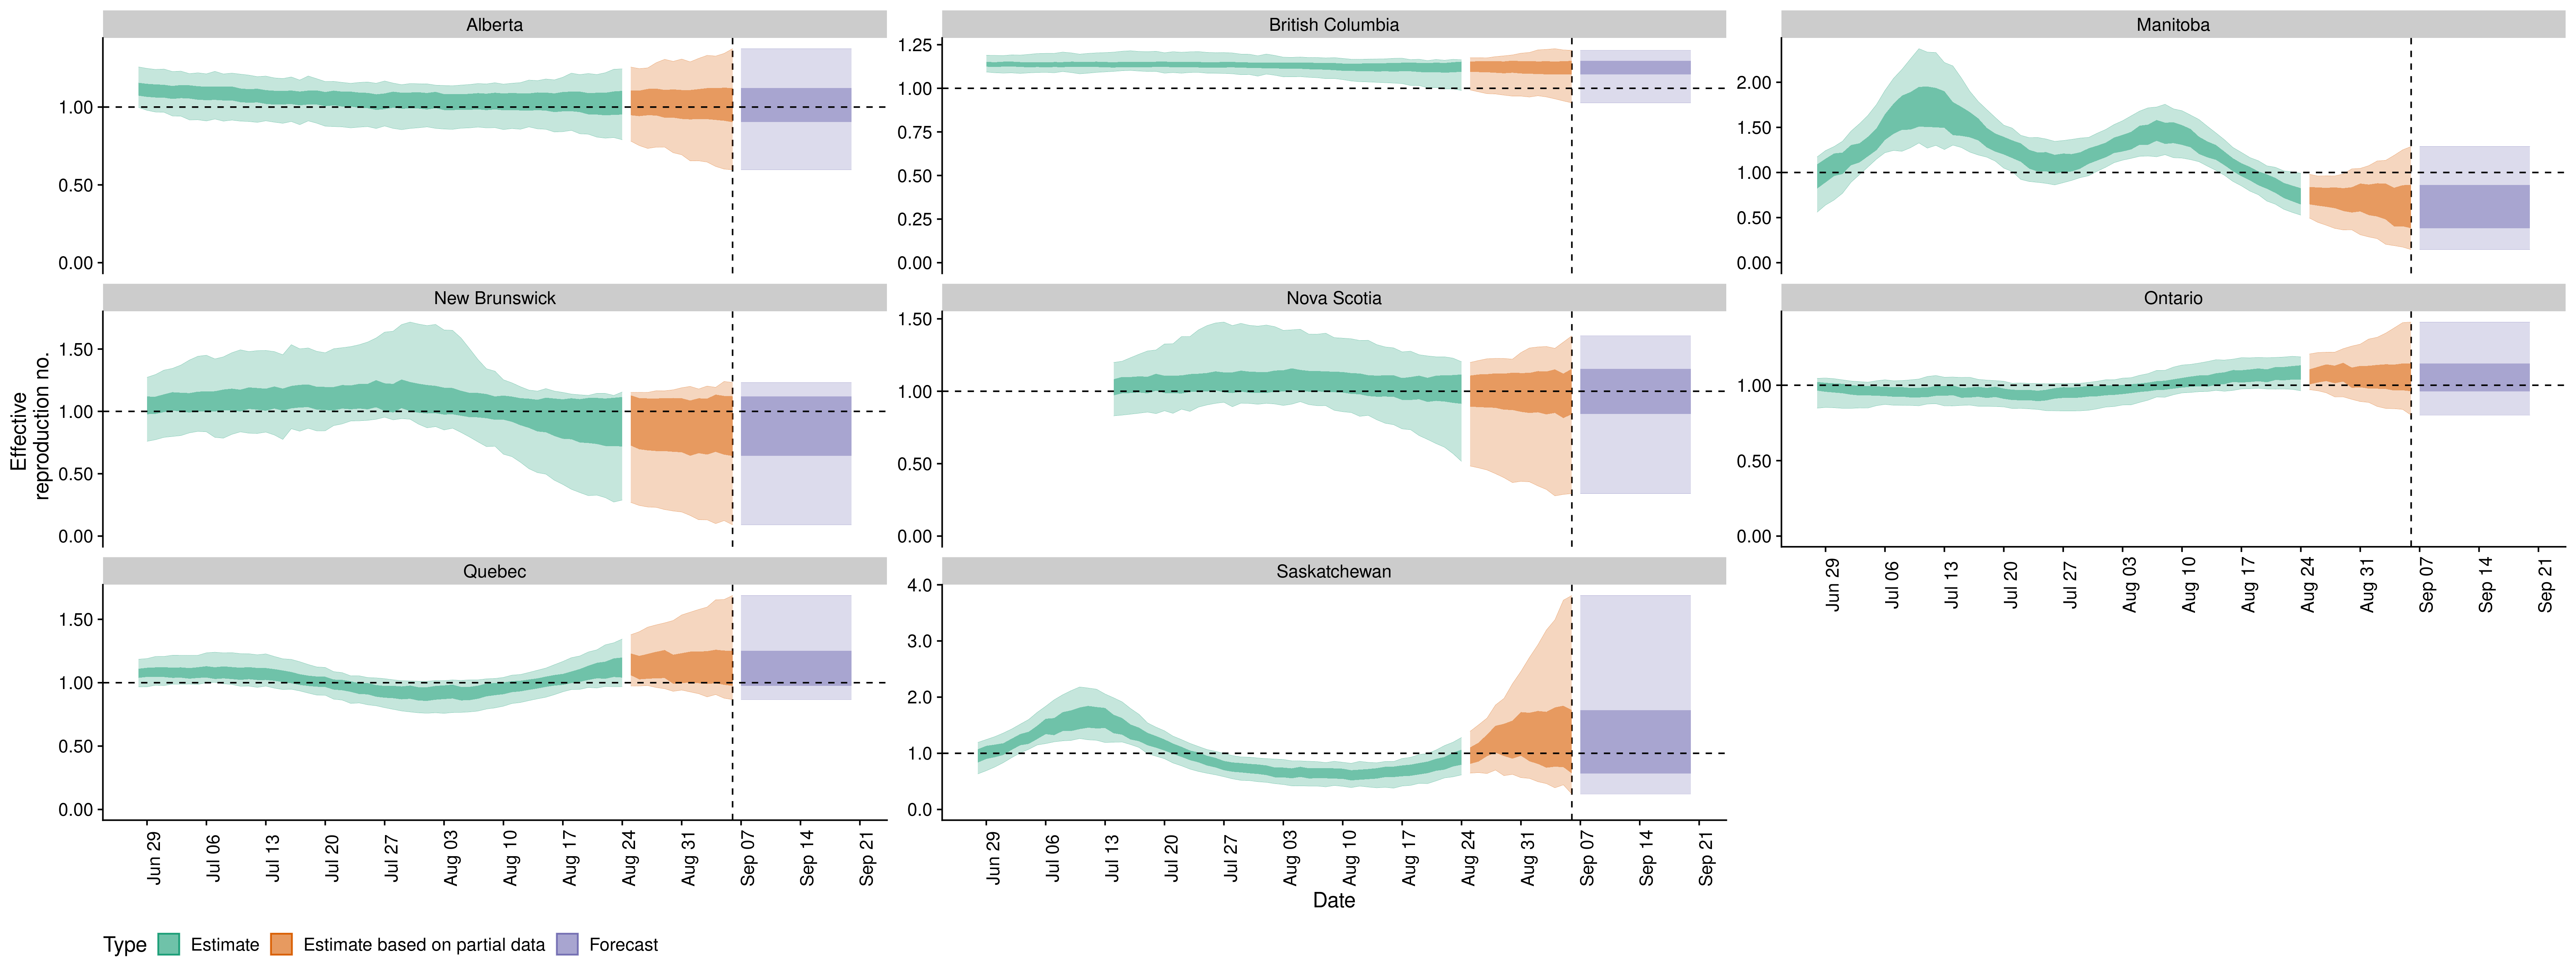 Alberta
British Columbia
Manitoba
1.00
0.50
0.00
1.25
1.00
0.75
0.50
0.25
0.00
2.00
1.50
1.00
0.50
0.00
New Brunswick
Nova Scotia
Ontario
Effective
reproduction no.
1.50
1.00
0.50
0.00
1.50
1.00
0.50
0.00
1.00
0.50
0.00
Jun 29
Jul 06
Jul 13
Jul 20
Jul 27
Aug 03
Aug 10
Aug 17
Aug 24
Aug 31
Sep 07
Sep 14
Sep 21
Quebec
Saskatchewan
1.50
1.00
0.50
0.00
4.0
3.0
2.0
1.0
0.0
Jun 29
Jul 06
Jul 13
Jul 20
Jul 27
Aug 03
Aug 10
Aug 17
Aug 24
Aug 31
Sep 07
Sep 14
Sep 21
Jun 29
Jul 06
Jul 13
Jul 20
Jul 27
Aug 03
Aug 10
Aug 17
Aug 24
Aug 31
Sep 07
Sep 14
Sep 21
Date
Type Estimate Estimate based on partial data Forecast